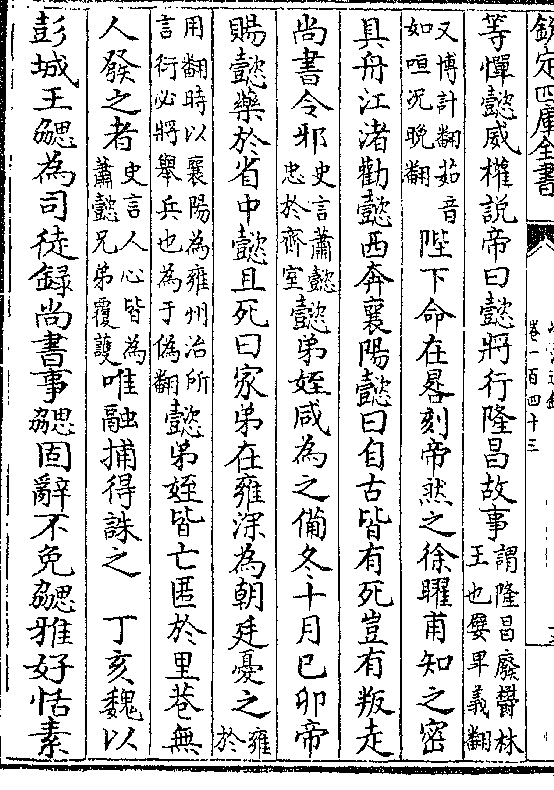 欽定四庫全書
卷一百四十三
等憚懿威權說帝曰懿將行隆昌故事謂隆昌廢鬱林王也嬖卑義翻
又博計翻茹音如咺況晚翻陛下命在晷刻帝然之徐曜甫知之密
具舟江渚勸懿西奔襄陽懿曰自古皆有死豈有叛走
尚書令邪史言蕭懿忠於齊室懿弟姪咸為之備冬十月己卯帝
賜懿藥於省中懿且死曰家弟在雍深為朝廷憂之雍於
用翻時以襄陽為雍州治所言衍必將舉兵也為于偽翻懿弟姪皆亡匿於里巷無
人發之者史言人心皆為蕭懿兄弟覆護唯融捕得誅之 丁亥魏以
彭城王勰為司徒録尚書事勰固辭不免勰雅好恬素